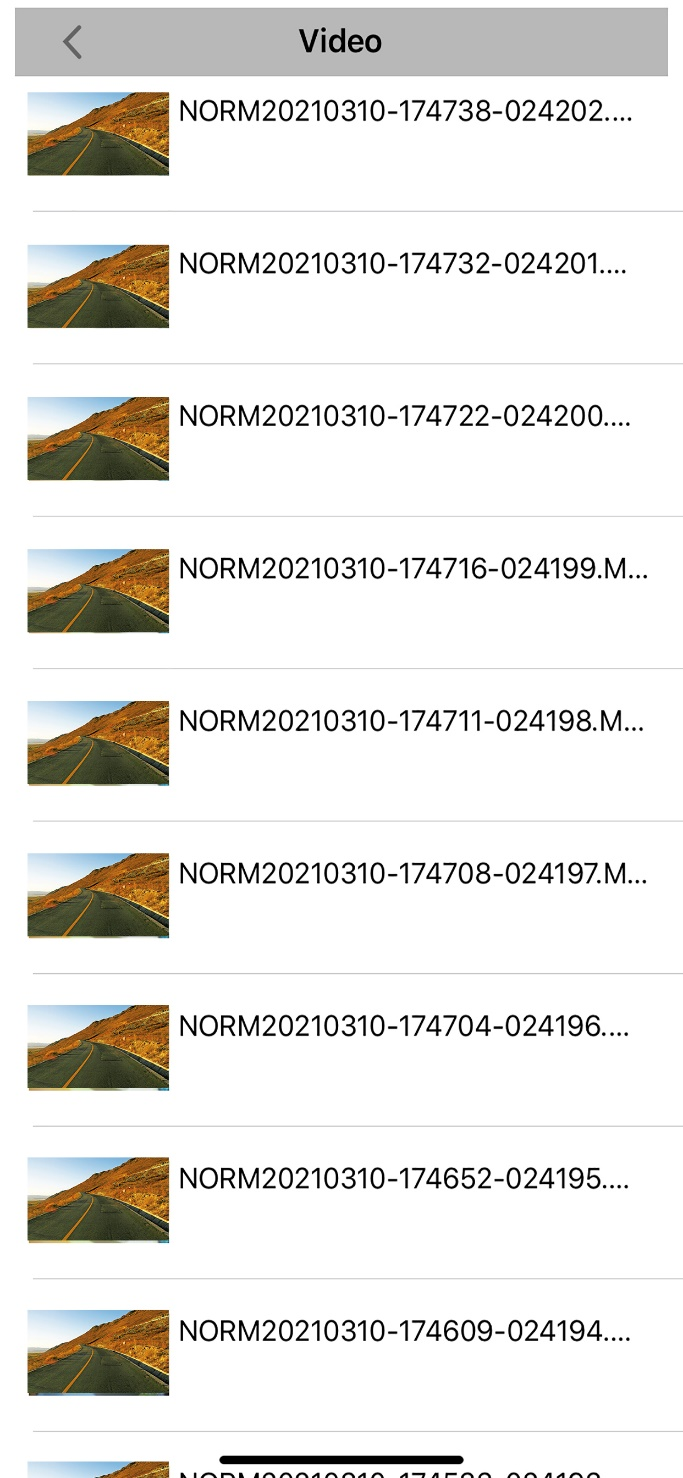 Video
NORM20210310-174738-024202....
NORM20210310-174732-024201....
NORM20210310-174722-024200....
NORM20210310-174716-024199.M...
NORM20210310-174711-024198.M...
NORM20210310-174708-024197.M...
NORM20210310-174704-024196....
NORM20210310-174652-024195....
NORM20210310-174609-024194....